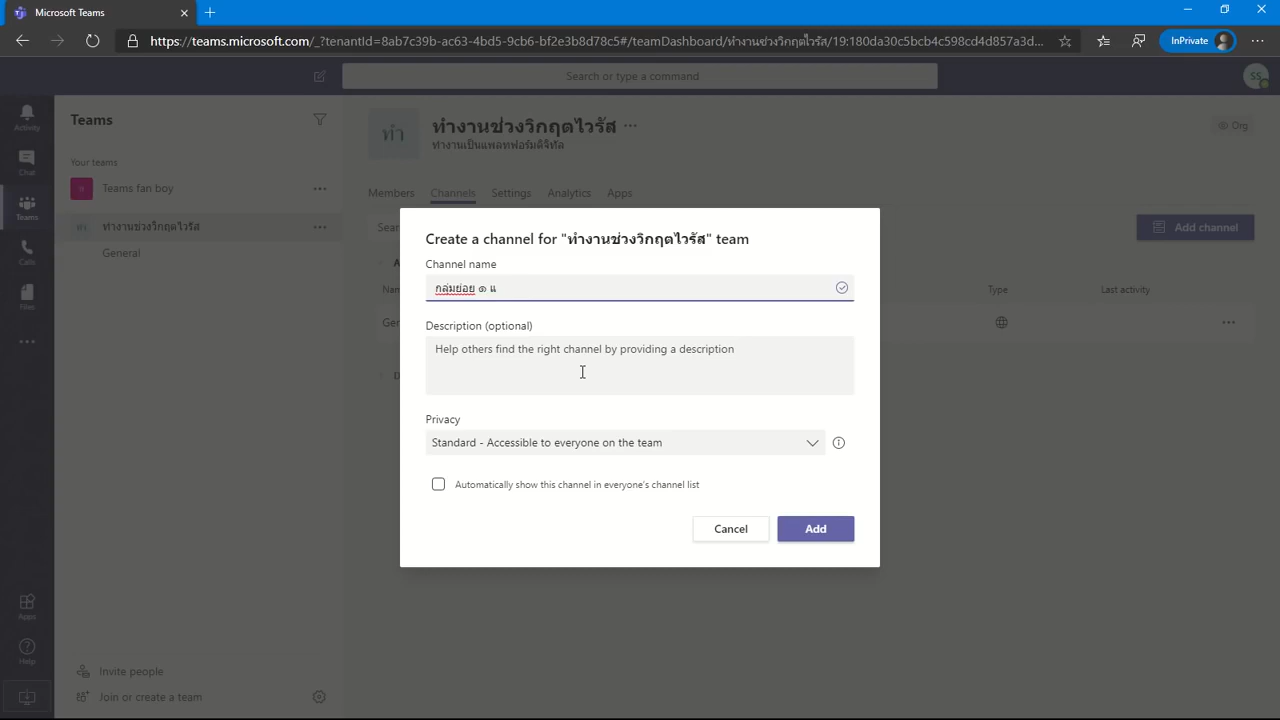 Microsoft Teams
https://teams.microsoft.com/_?tenantId=8ab7c39b-ac63-4bd5-9cb6-bf2e3b8d78c5#/teamDashboard/ทำงานช่วงวิกฤตไวรัส/19:180da30c5bcb4c598cd4d857a3d...
InPrivate
Search or type a command
SS
Activity
Chat
Teams
Calls
Files
Apps
Help
Teams
Your teams
Teams fan boy
ทำงานช่วงวิกฤตไวรัส
General
Invite people
Join or create a team
ทำ
ทำงานช่วงวิกฤตไวรัส
ทำงานเป็นแพลทฟอร์มดิจิทัล
Org
Members Channels Settings Analytics Apps
Add channel
Type
Last activity
Create a channel for "ทำงานช่วงวิกฤตไวรัส" team
Channel name
กลุ่มย่อย ๑ แ
Description (optional)
Help others find the right channel by providing a description
Privacy
Standard - Accessible to everyone on the team
Automatically show this channel in everyone's channel list
Cancel
Add